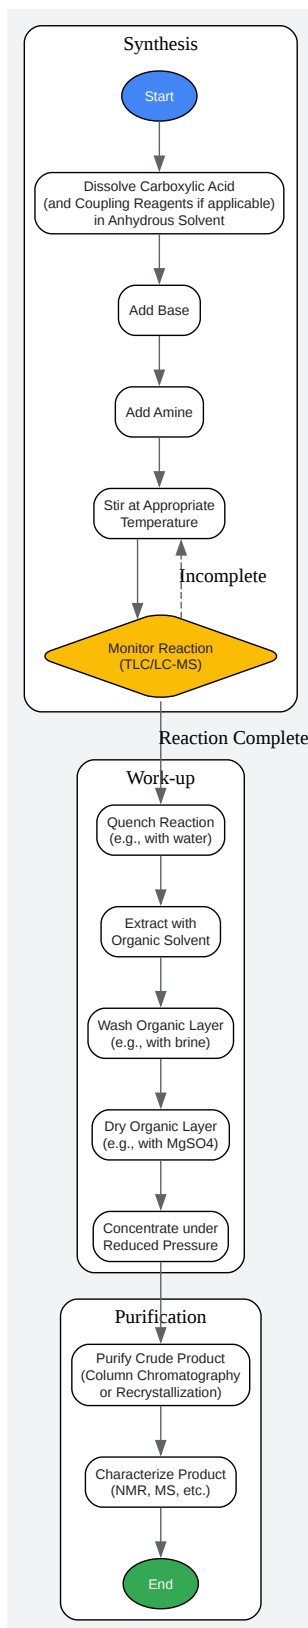 Synthesis
Start
Dissolve Carboxylic Acid
(and Coupling Reagents if applicable)
in Anhydrous Solvent
Add Base
Add Amine
Stir at Appropriate
Temperature
Incomplete
Monitor Reaction
(TLC/LC-MS)
Reaction Complete
Work-up
Quench Reaction
(e.g., with water)
Extract with
Organic Solvent
Wash Organic Layer
(e.g., with brine)
Dry Organic Layer
(e.g., with MgSO4)
Concentrate under
Reduced Pressure
Purification
Purify Crude Product
(Column Chromatography
or Recrystallization)
Characterize Product
(NMR, MS, etc.)
End